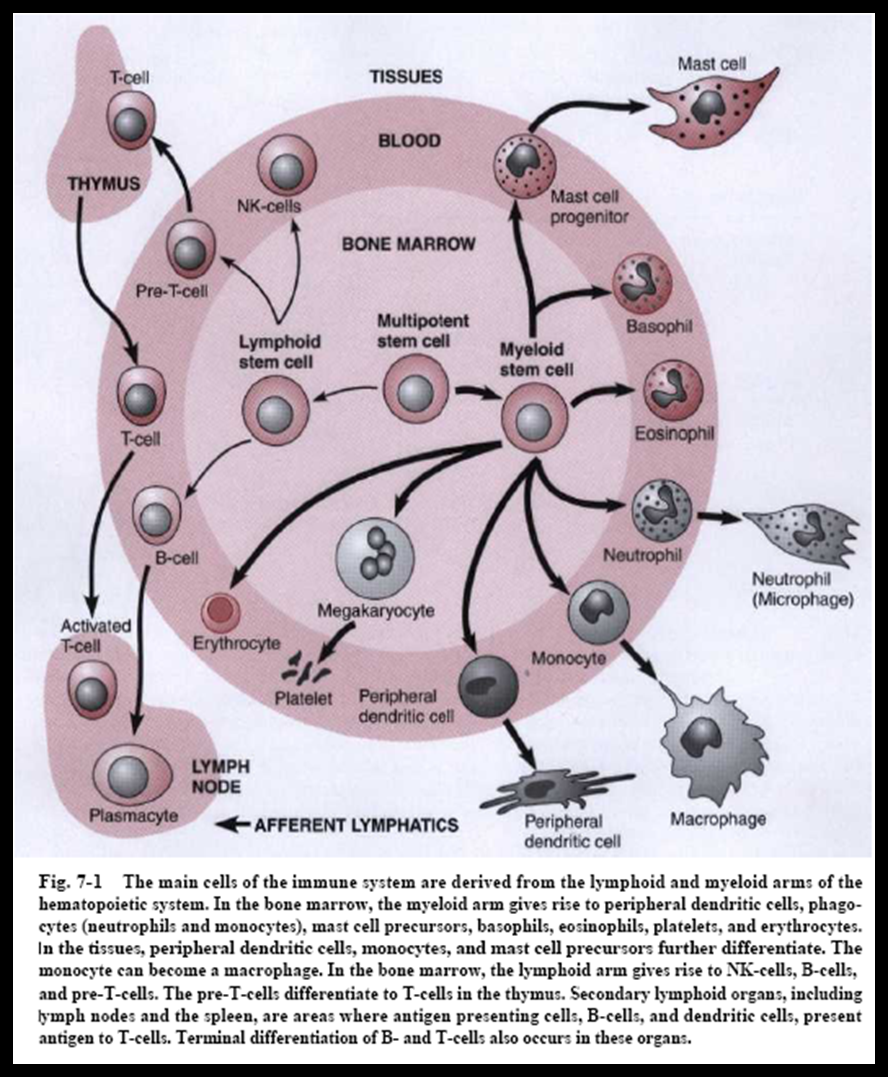 T-cell
TISSUES
Mast cell
BLOOD
THYMUS
NK-cells
Mast cell
progenitor
BONE MARROW
Pre-T-cell
Basophil
Lymphoid
stem cell
Multipotent
stem cell
Myeloid
stem cell
T-cell
Eosinophil
B-cell
Neutrophil
Neutrophil
(Microphage)
Megakaryocyte
Activated
T-cell
Erythrocyte
Monocyte
Platelet
Peripheral
dendritic cell
LYMPH
NODE
Plasmacyte
AFFERENT LYMPHATICS
Peripheral
dendritic cell
Macrophage
Fig. 7-1 The main cells of the immune system are derived from the lymphoid and myeloid arms of the
hematopoietic system. In the bone marrow, the myeloid arm gives rise to peripheral dendritic cells, phago-
cytes (neutrophils and monocytes), mast cell precursors, basophils, eosinophils, platelets, and erythrocytes.
In the tissues, peripheral dendritic cells, monocytes, and mast cell precursors further differentiate. The
monocyte can become a macrophage. In the bone marrow, the lymphoid arm gives rise to NK-cells, B-cells,
and pre-T-cells. The pre-T-cells differentiate to T-cells in the thymus. Secondary lymphoid organs, including
lymph nodes and the spleen, are areas where antigen presenting cells, B-cells, and dendritic cells, present
antigen to T-cells. Terminal differentiation of B- and T-cells also occurs in these organs.